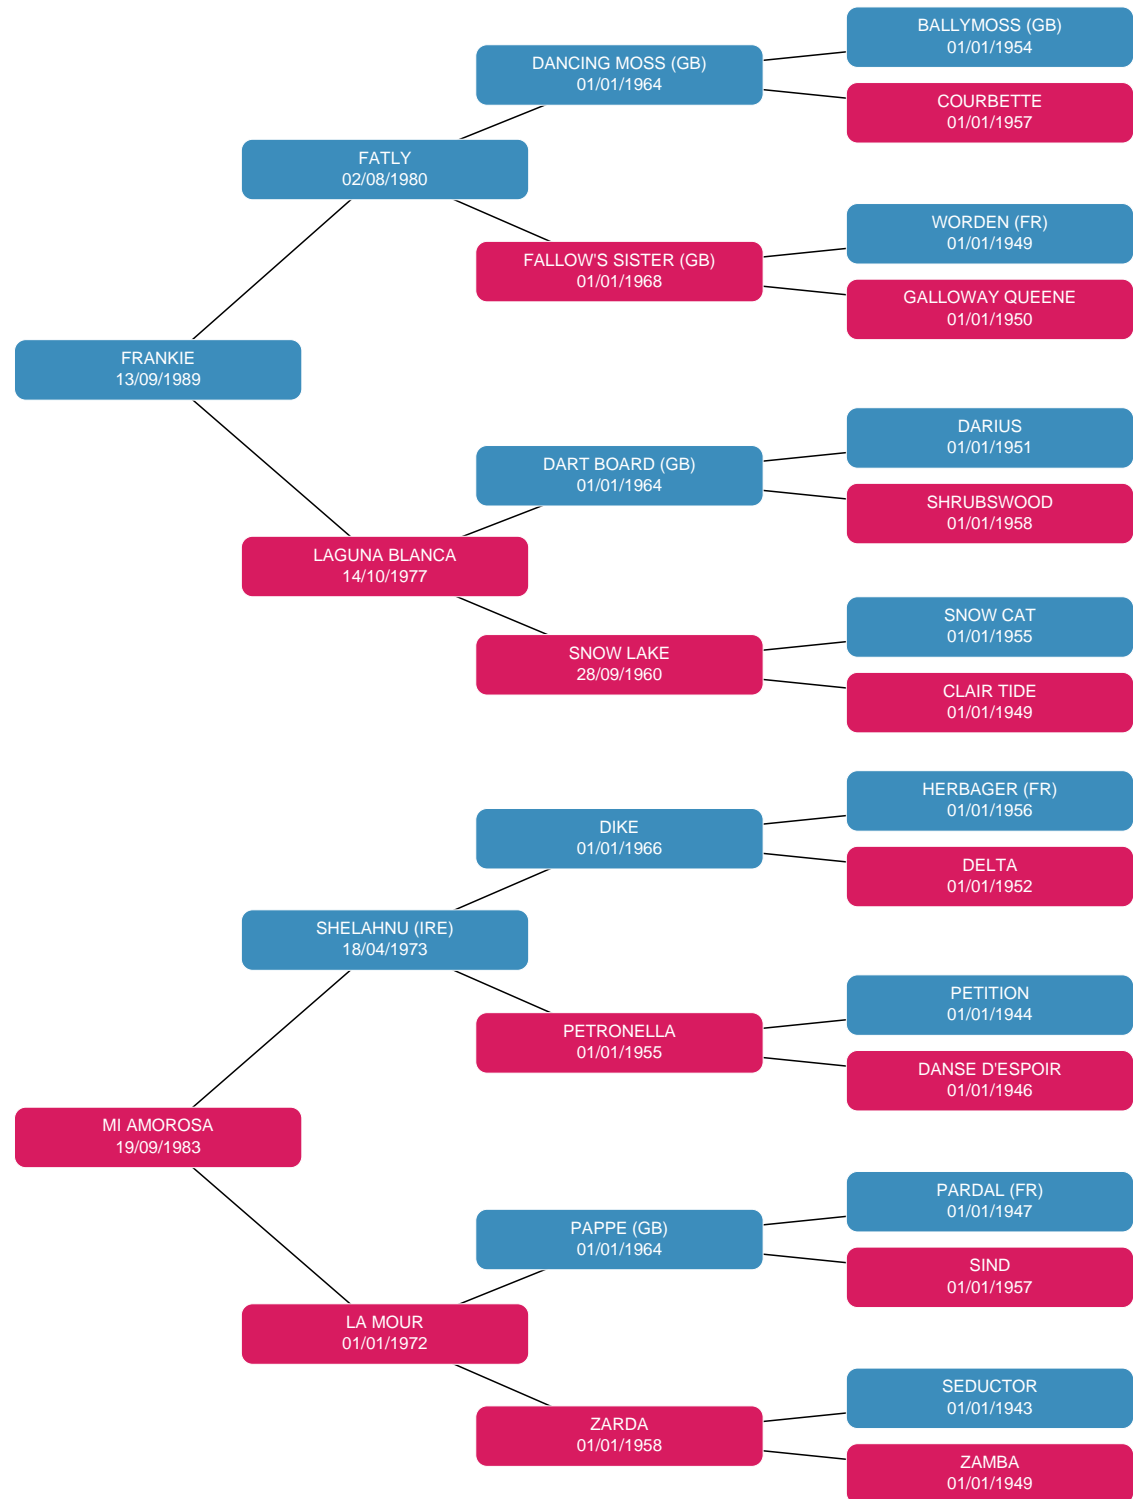 BALLYMOSS (GB)
01/01/1954
DANCING MOSS (GB)
01/01/1964
COURBETTE
01/01/1957
FATLY
02/08/1980
WORDEN (FR)
01/01/1949
FALLOW'S SISTER (GB)
01/01/1968
GALLOWAY QUEENE
01/01/1950
FRANKIE
13/09/1989
DARIUS
01/01/1951
DART BOARD (GB)
01/01/1964
SHRUBSWOOD
01/01/1958
LAGUNA BLANCA
14/10/1977
SNOW CAT
01/01/1955
SNOW LAKE
28/09/1960
CLAIR TIDE
01/01/1949
HERBAGER (FR)
01/01/1956
DIKE
01/01/1966
DELTA
01/01/1952
SHELAHNU (IRE)
18/04/1973
PETITION
01/01/1944
PETRONELLA
01/01/1955
DANSE D'ESPOIR
01/01/1946
MI AMOROSA
19/09/1983
PARDAL (FR)
01/01/1947
PAPPE (GB)
01/01/1964
SIND
01/01/1957
LA MOUR
01/01/1972
SEDUCTOR
01/01/1943
ZARDA
01/01/1958
ZAMBA
01/01/1949